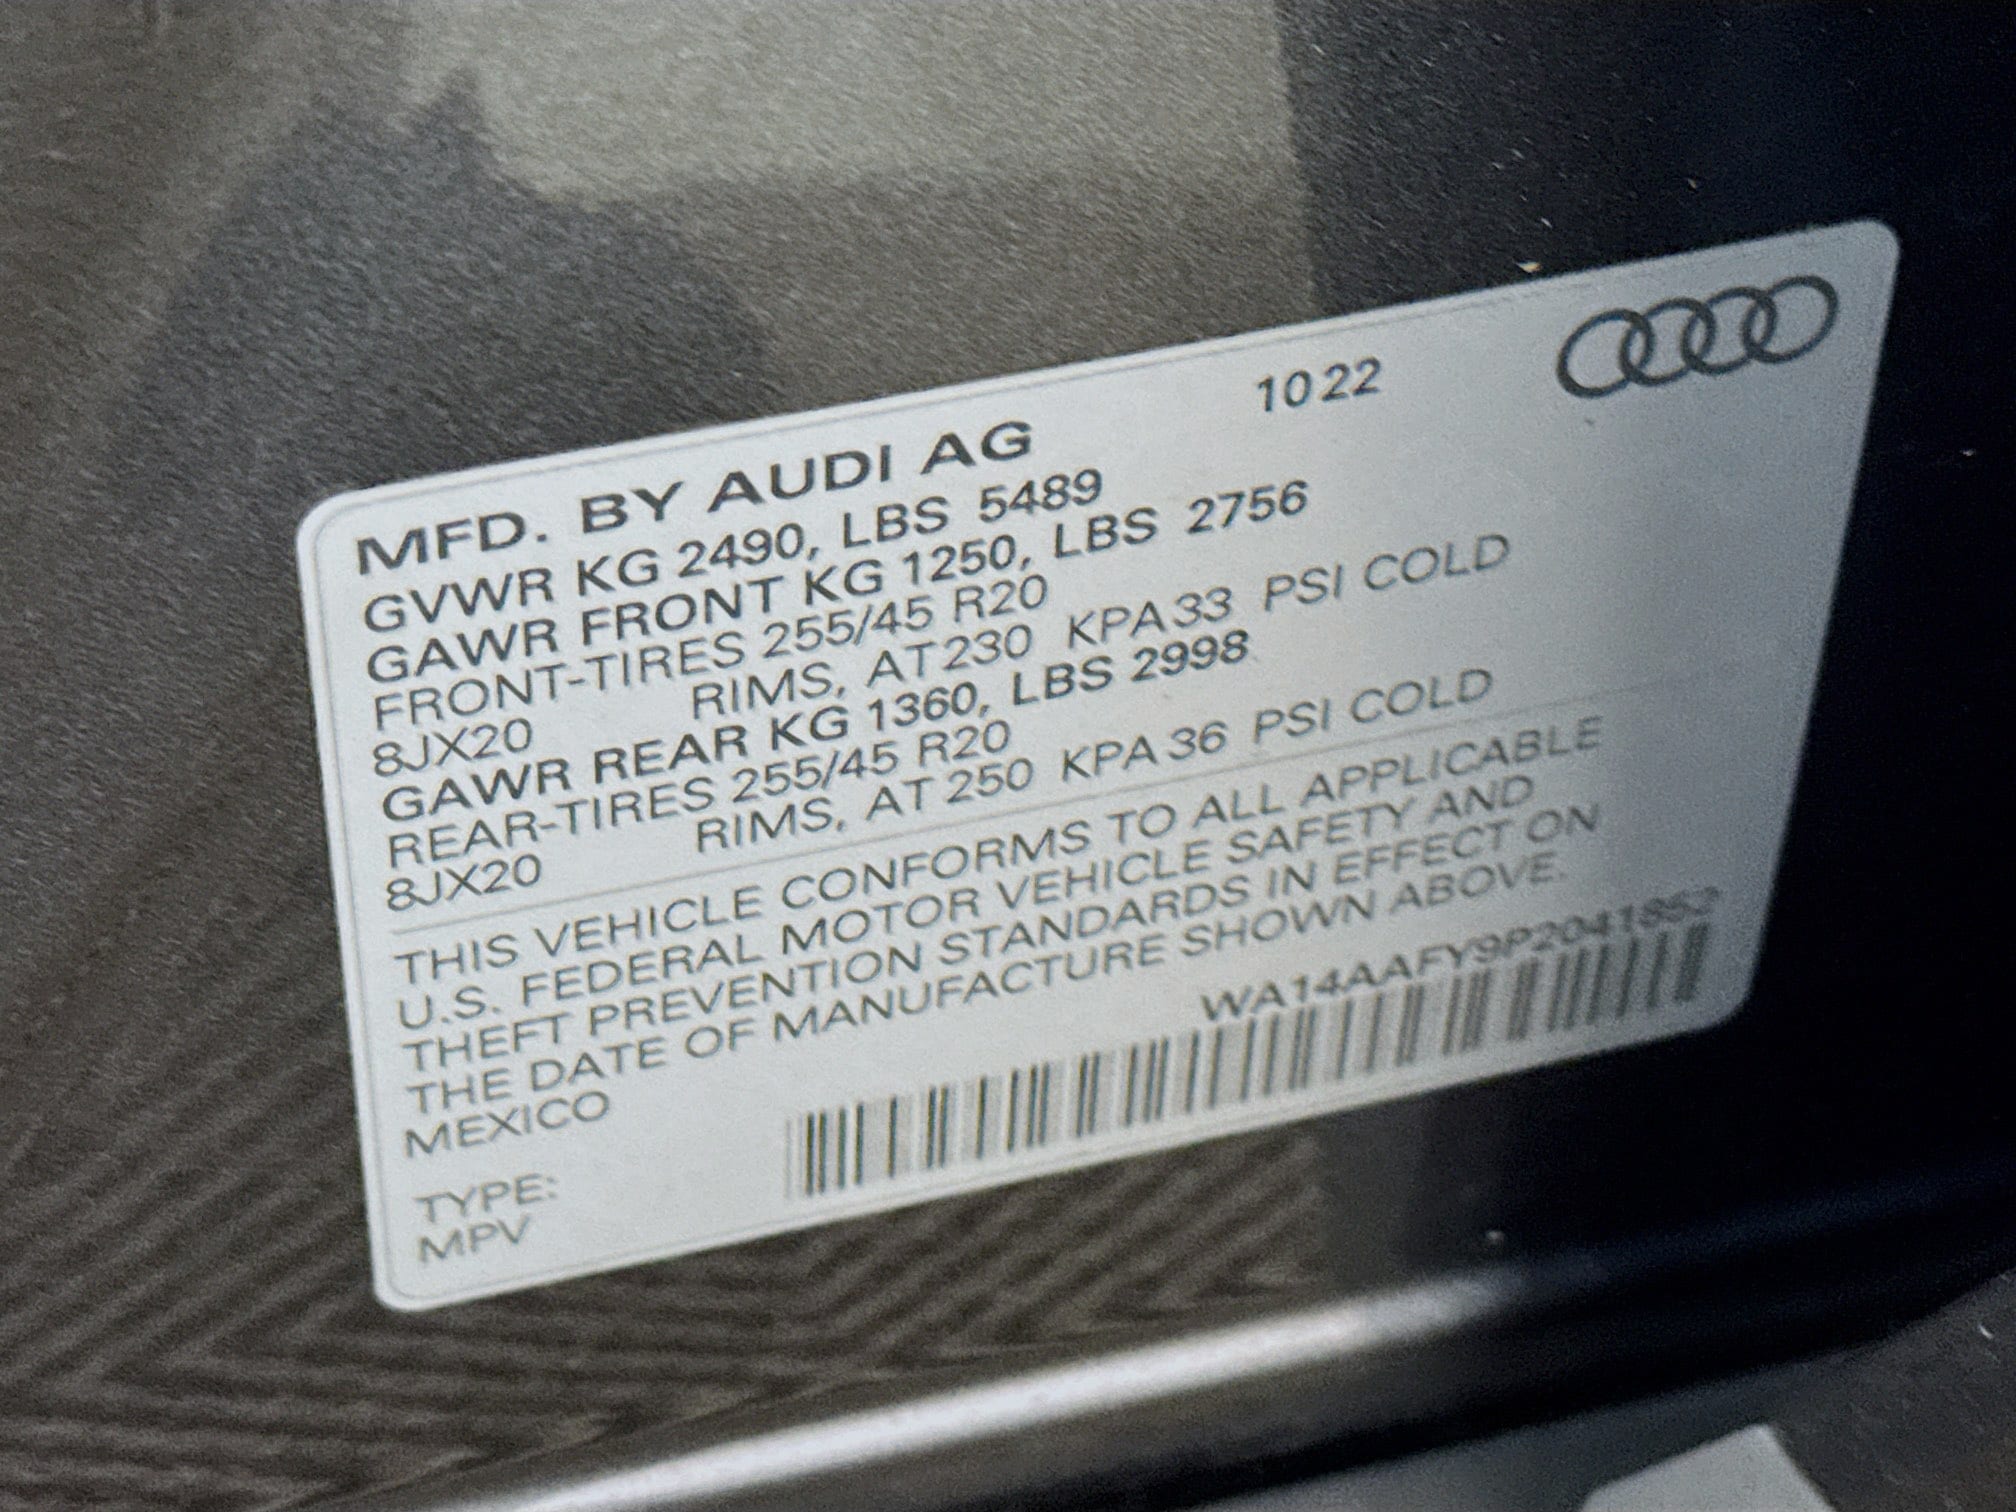 10 22
MFD. BY AUDI AG
GVWR KG 2490, LBS 5489
GAWR FRONT KG 1250, LBS 2756
FRONT-TIRES 255/45 R20
8JX20 RIMS, AT 230 KPA 33 PSI COLD
GAWR REAR KG 1360, LBS 2998
REAR-TIRES 255/45 R20
8JX20 RIMS, AT 250 KPA 36 PSI COLD
THIS VEHICLE CONFORMS TO ALL APPLICABLE
U.S. FEDERAL MOTOR VEHICLE SAFETY AND
THEFT PREVENTION STANDARDS IN EFFECT ON
THE DATE OF MANUFACTURE SHOWN ABOVE.
MEXICO
WA14AAFY9P2041852
TYPE:
MPV